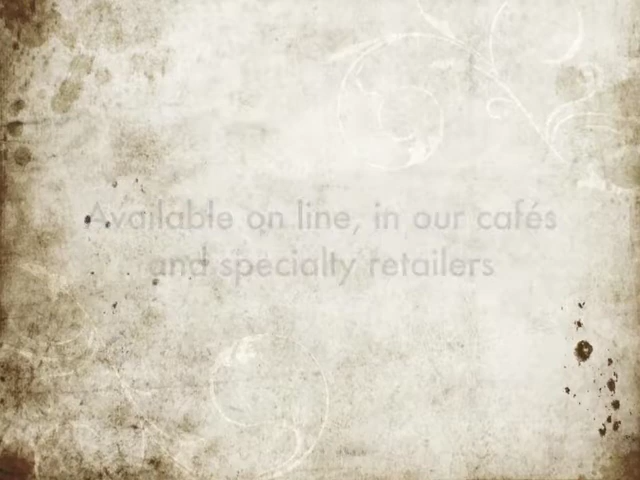 Available on line, in our cafés
and specialty retailers